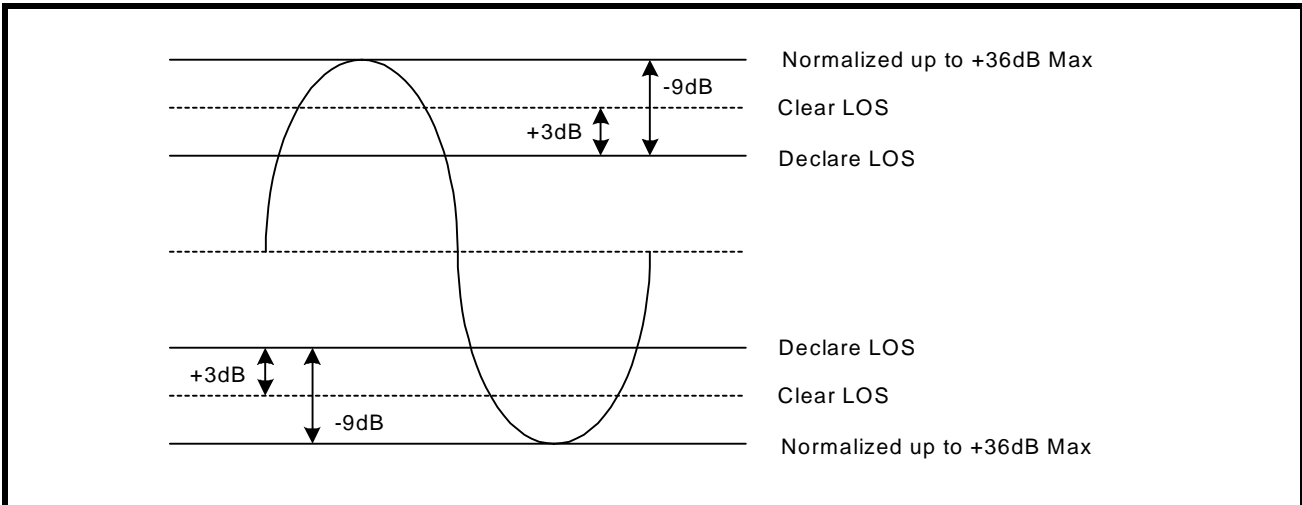 Normalized up to +36dB Max
-9dB
Clear LOS
+3dB
Declare LOS
Declare LOS
+3dB
Clear LOS
-9dB
Normalized up to +36dB Max